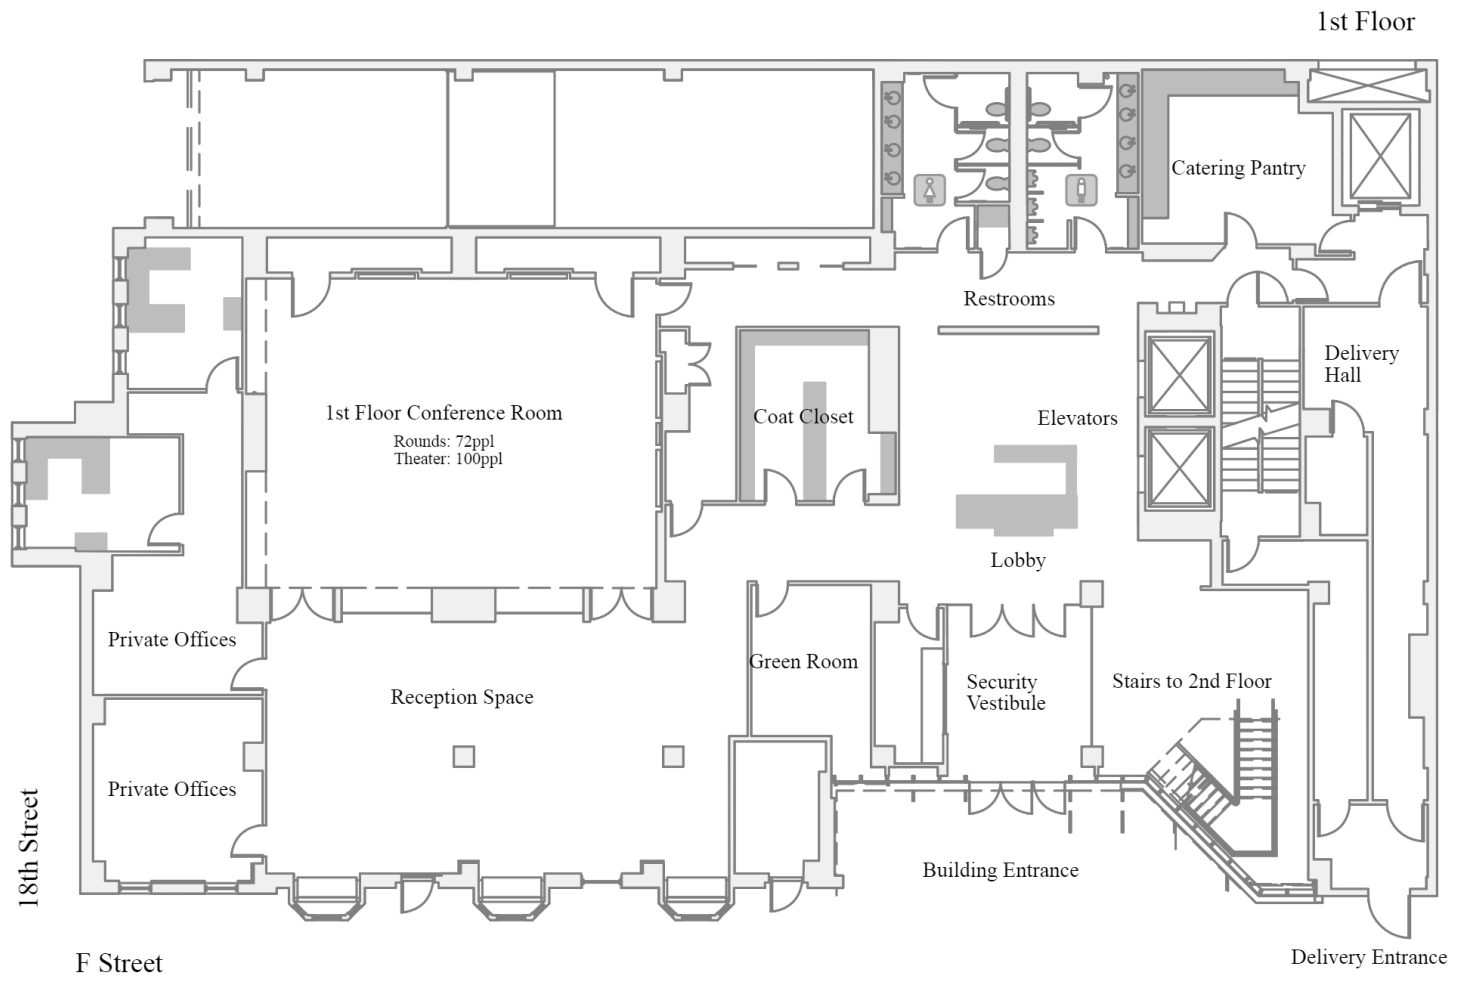 1st Floor
Catering Pantry
Restrooms
Delivery
Hall
1st Floor Conference Room
Rounds: 72ppl
Theater: 100ppl
Coat Closet
Elevators
Lobby
Private Offices
Green Room
Reception Space
Security
Vestibule
Stairs to 2nd Floor
Private Offices
18th Street
Building Entrance
F Street
Delivery Entrance